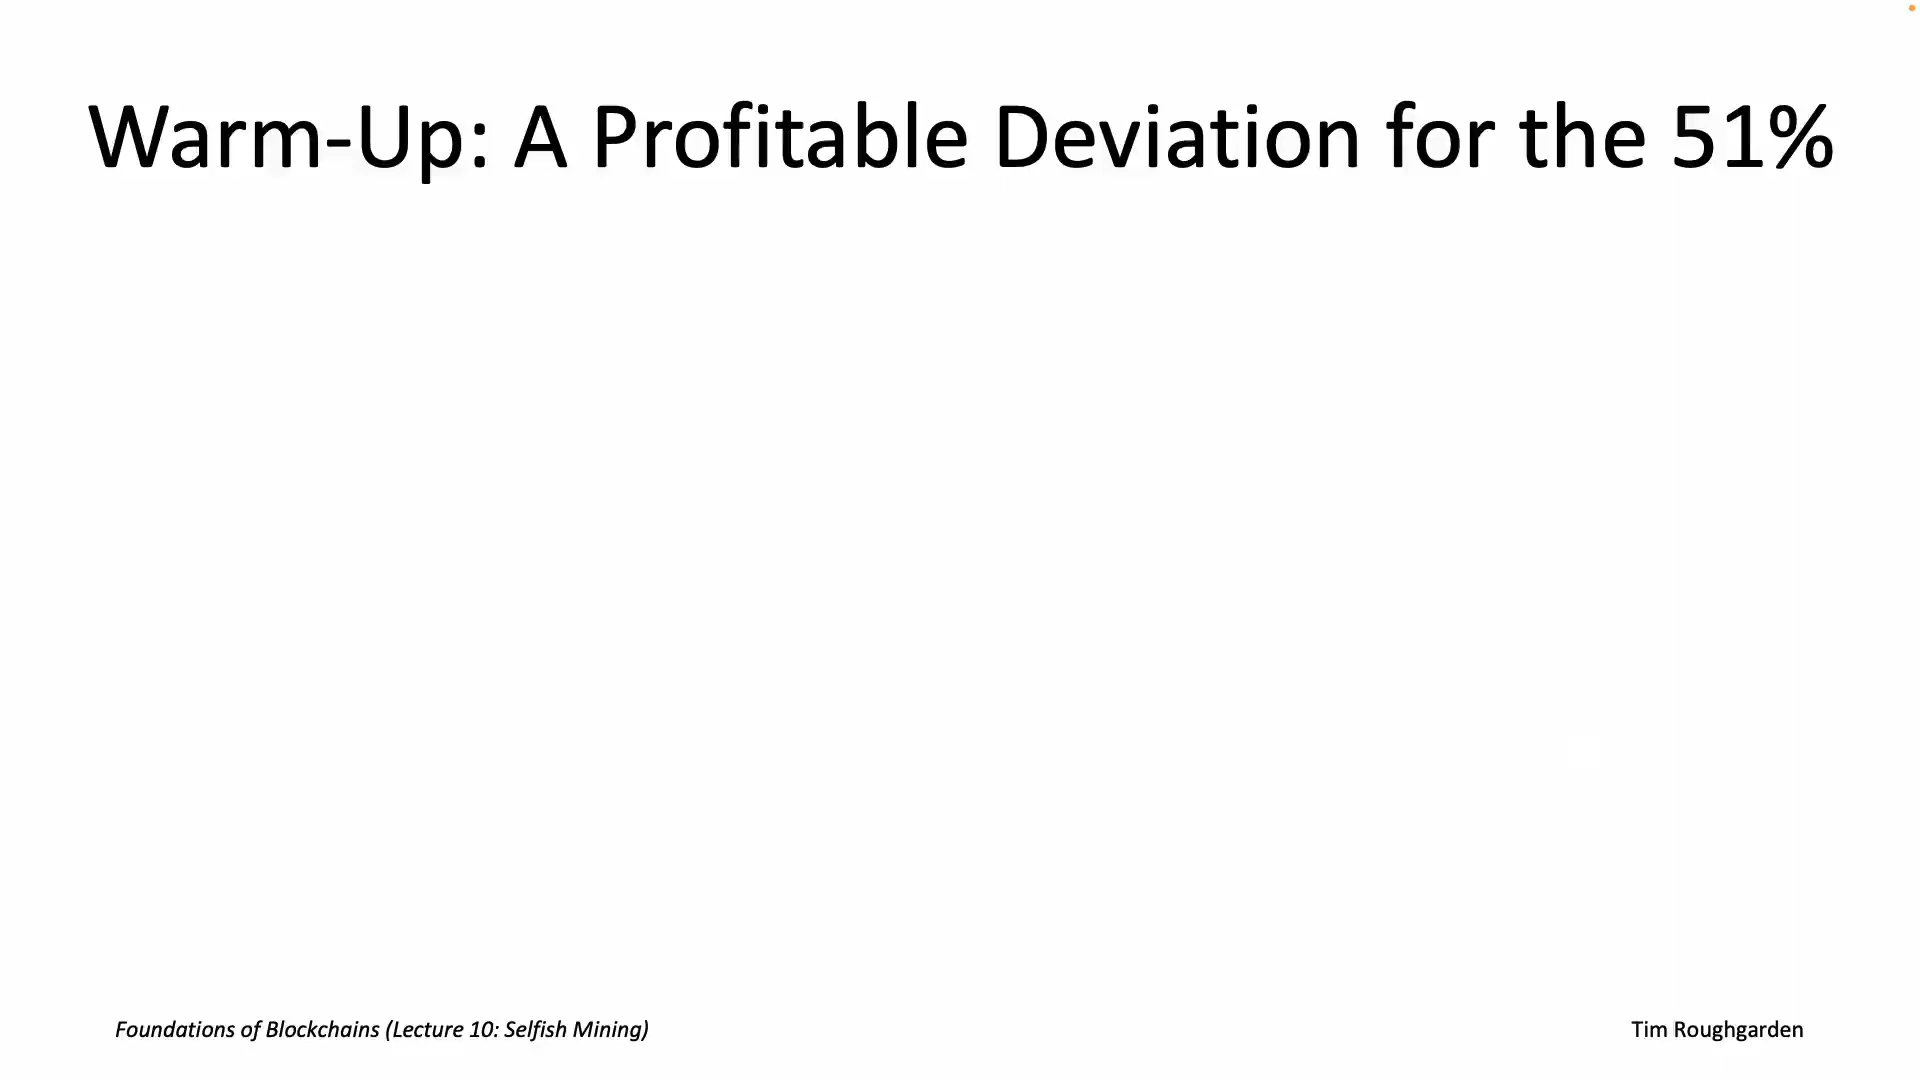 Warm-Up: A Profitable Deviation for the 51%
Foundations of Blockchains (Lecture 10: Selfish Mining)
Tim Roughgarden